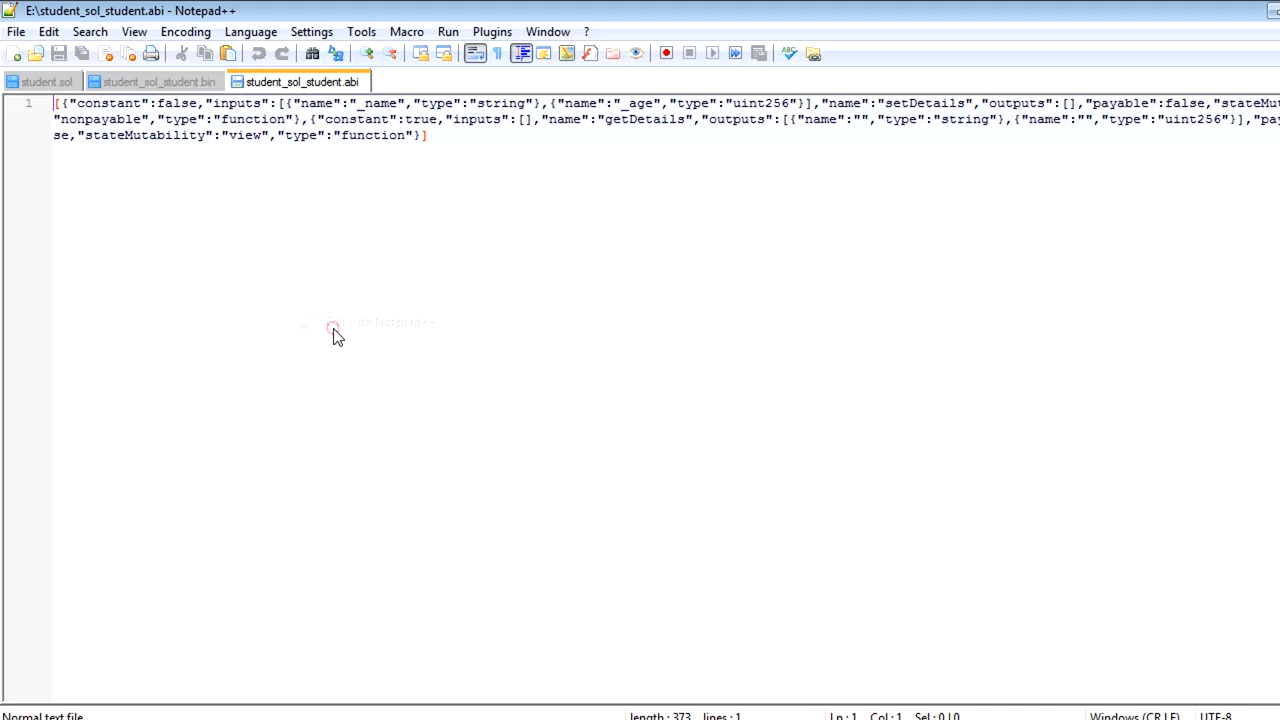 E:\student_sol_student.abi - Notepad++
File Edit Search View Encoding Language Settings Tools Macro Run Plugins Window ?
student.sol student_sol_student.bin student_sol_student.abi
1 [{"constant":false,"inputs":[{"name":"_name","type":"string"},{"name":"_age","type":"uint256"}],"name":"setDetails","outputs":[],"payable":false,"stateMut
"nonpayable","type":"function"},{"constant":true,"inputs":[],"name":"getDetails","outputs":[{"name":"","type":"string"},{"name":"","type":"uint256"}],"pay
se,"stateMutability":"view","type":"function"}]
Edit with Notepad++
Normal text file length : 373 lines : 1 Ln : 1 Col : 1 Sel : 0 | 0 Windows (CR LF) UTF-8